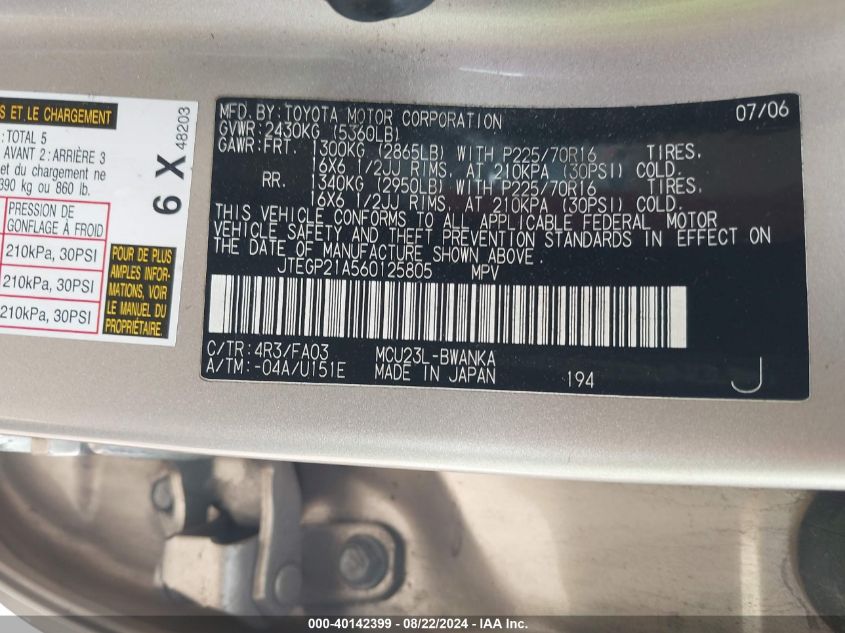 S ET LE CHARGEMENT
: TOTAL 5
AVANT 2: ARRIÈRE 3
et du chargement ne
390 kg ou 860 lb.
6 X 48203
PRESSION DE
GONFLAGE À FROID
210kPa, 30PSI
210kPa, 30PSI
210kPa, 30PSI
POUR DE PLUS
AMPLES INFOR-
MATIONS, VOIR
LE MANUEL DU
PROPRIÉTAIRE.
MFD.BY:TOYOTA MOTOR CORPORATION 07/06
GVWR:2430KG (5360LB)
GAWR:FRT. 1300KG (2865LB) WITH P225/70R16 TIRES.
16X6 1/2JJ RIMS, AT 210KPA (30PSI) COLD.
RR. 1340KG (2950LB) WITH P225/70R16 TIRES.
16X6 1/2JJ RIMS, AT 210KPA (30PSI) COLD.
THIS VEHICLE CONFORMS TO ALL APPLICABLE FEDERAL MOTOR
VEHICLE SAFETY AND THEFT PREVENTION STANDARDS IN EFFECT ON
THE DATE OF MANUFACTURE SHOWN ABOVE.
JTEGP21A560125805 MPV
C/TR:4R3/FA03 MCU23L-BWANKA
A/TM:-04A/U151E MADE IN JAPAN 194 J
000-40142399 - 08/22/2024 - IAA Inc.